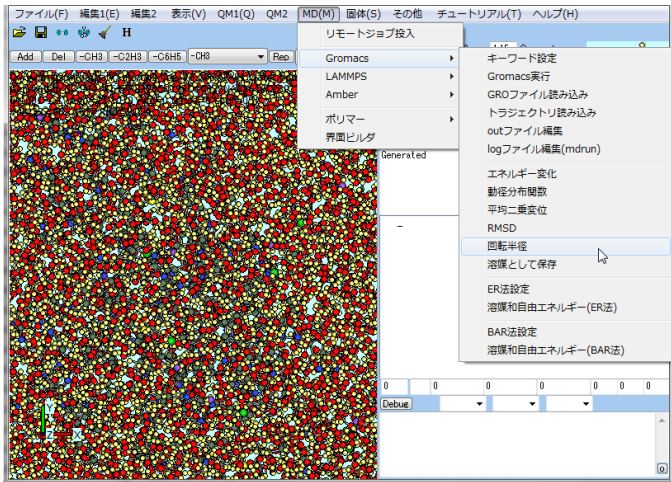 ファイル(F) 編集1(E) 編集2 表示(V) QM1(Q) QM2 MD(M) 固体(S) その他 チュートリアル(T) ヘルプ(H)
H
Add Del -CH3 -C2H3 -C6H5 -CH3 Rep
リモートジョブ投入
Gromacs
LAMMPS
Amber
ポリマー
界面ビルダ
キーワード設定
Gromacs実行
GROファイル読み込み
トラジェクトリ読み込み
outファイル編集
logファイル編集(mdrun)
エネルギー変化
動径分布関数
平均二乗変位
RMSD
回転半径
溶媒として保存
ER法設定
溶媒和自由エネルギー(ER法)
BAR法設定
溶媒和自由エネルギー(BAR法)
Generated
-
0 0 0 0 0 0 0
Debug
Z X
o